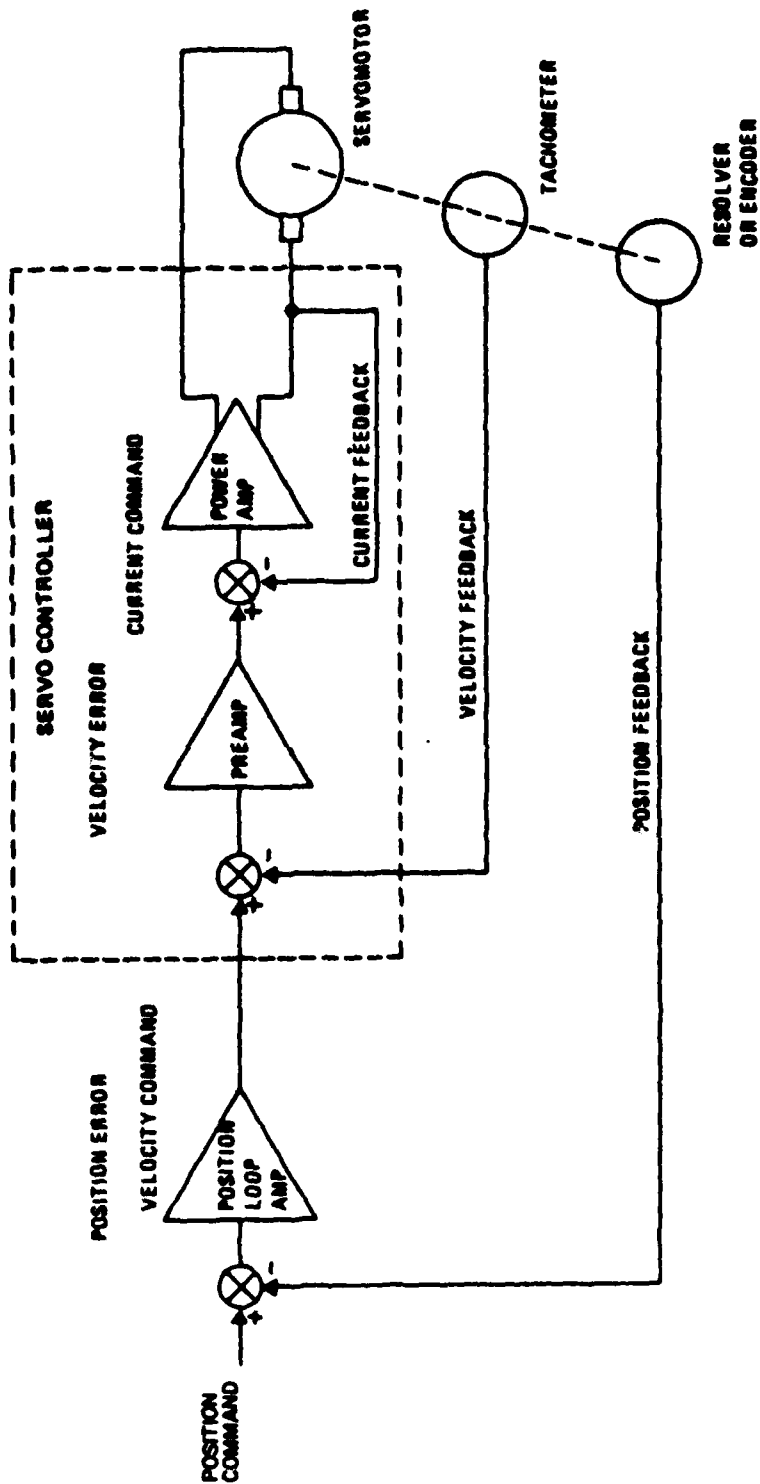 POSITION
COMMAND
POSITION ERROR
VELOCITY COMMAND
POSITION
LOOP
AMP
SERVO CONTROLLER
VELOCITY ERROR
PREAMP
CURRENT COMMAND
POWER
AMP
CURRENT FEEDBACK
SERVOMOTOR
VELOCITY FEEDBACK
TACHOMETER
POSITION FEEDBACK
RESOLVER
OR ENCODER
+
-
+
-
+
-